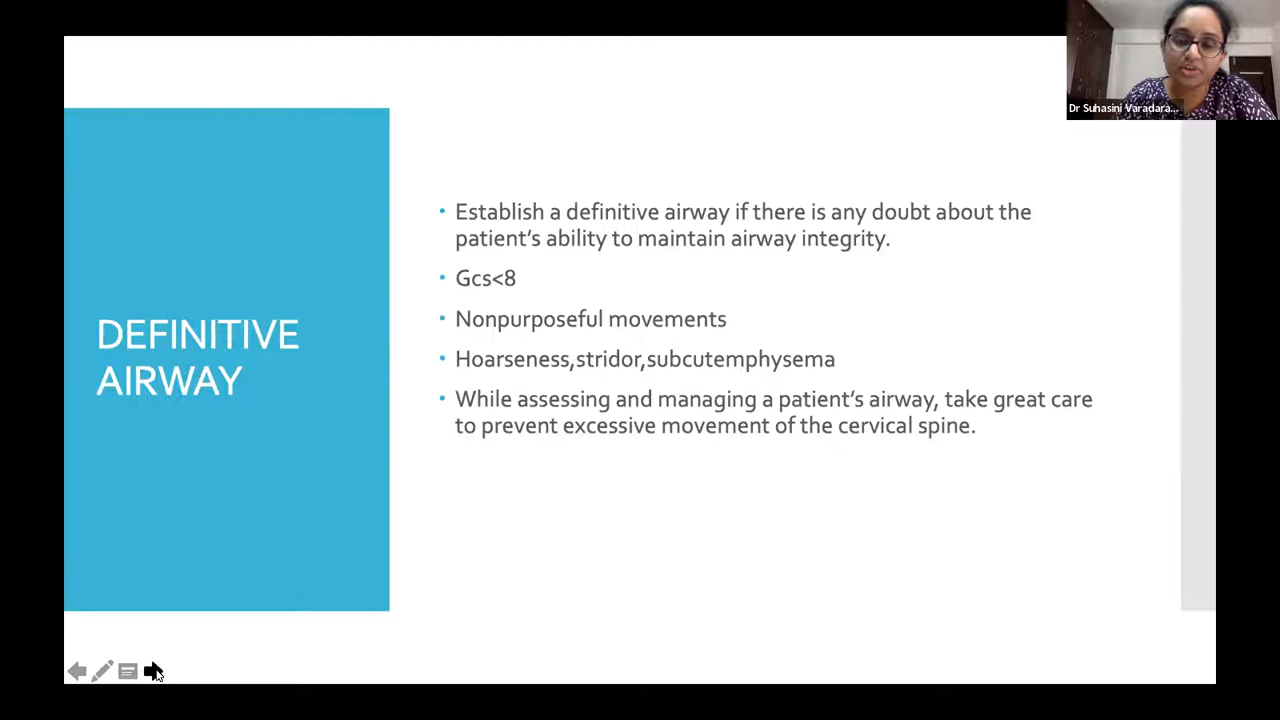 Dr Suhasini Varadara...
DEFINITIVE
AIRWAY
• Establish a definitive airway if there is any doubt about the
patient's ability to maintain airway integrity.
• Gcs<8
• Nonpurposeful movements
• Hoarseness,stridor,subcutemphysema
• While assessing and managing a patient's airway, take great care
to prevent excessive movement of the cervical spine.